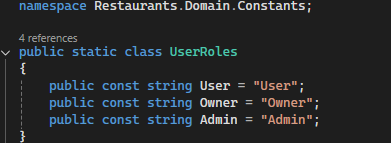 namespace Restaurants.Domain.Constants;
4 references
public static class UserRoles
{
public const string User = "User";
public const string Owner = "Owner";
public const string Admin = "Admin";
}